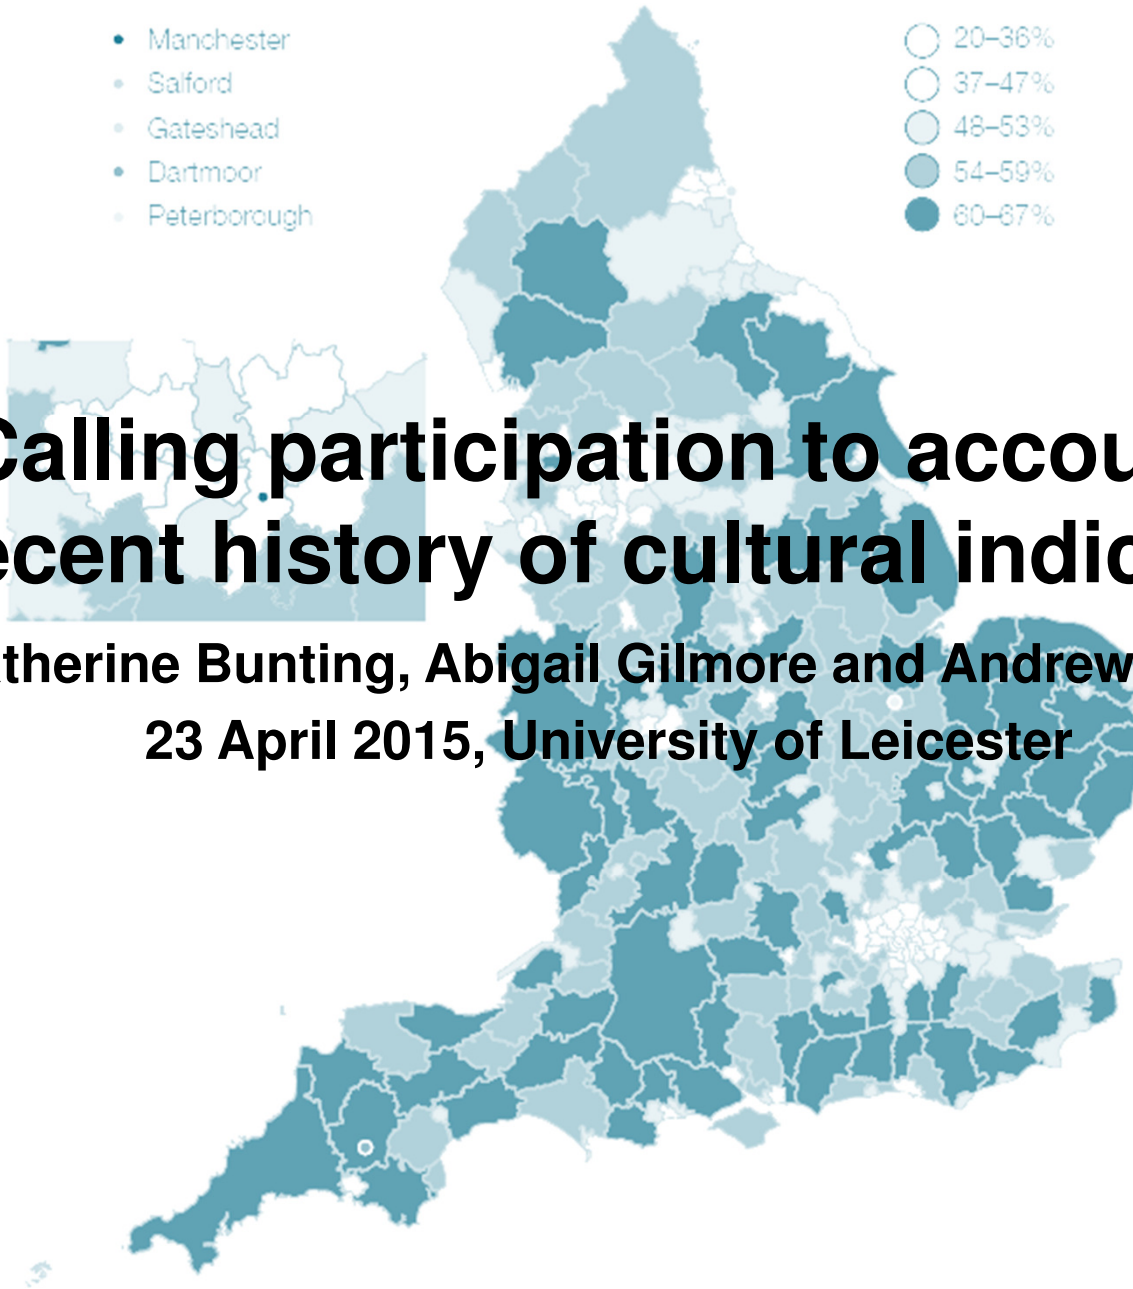 Manchester
Salford
Gateshead
Dartmoor
Peterborough
20–36%
37–47%
48–53%
54–59%
60–67%
Calling participation to accou
ecent history of cultural indic
therine Bunting, Abigail Gilmore and Andrew
23 April 2015, University of Leicester